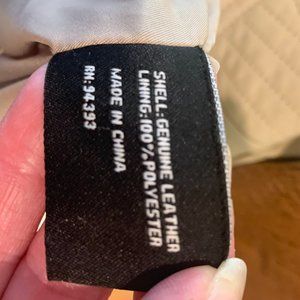 SHELL:GENUINE LEATHER
LINING:100%POLYESTER
MADE IN CHINA
RN:94393